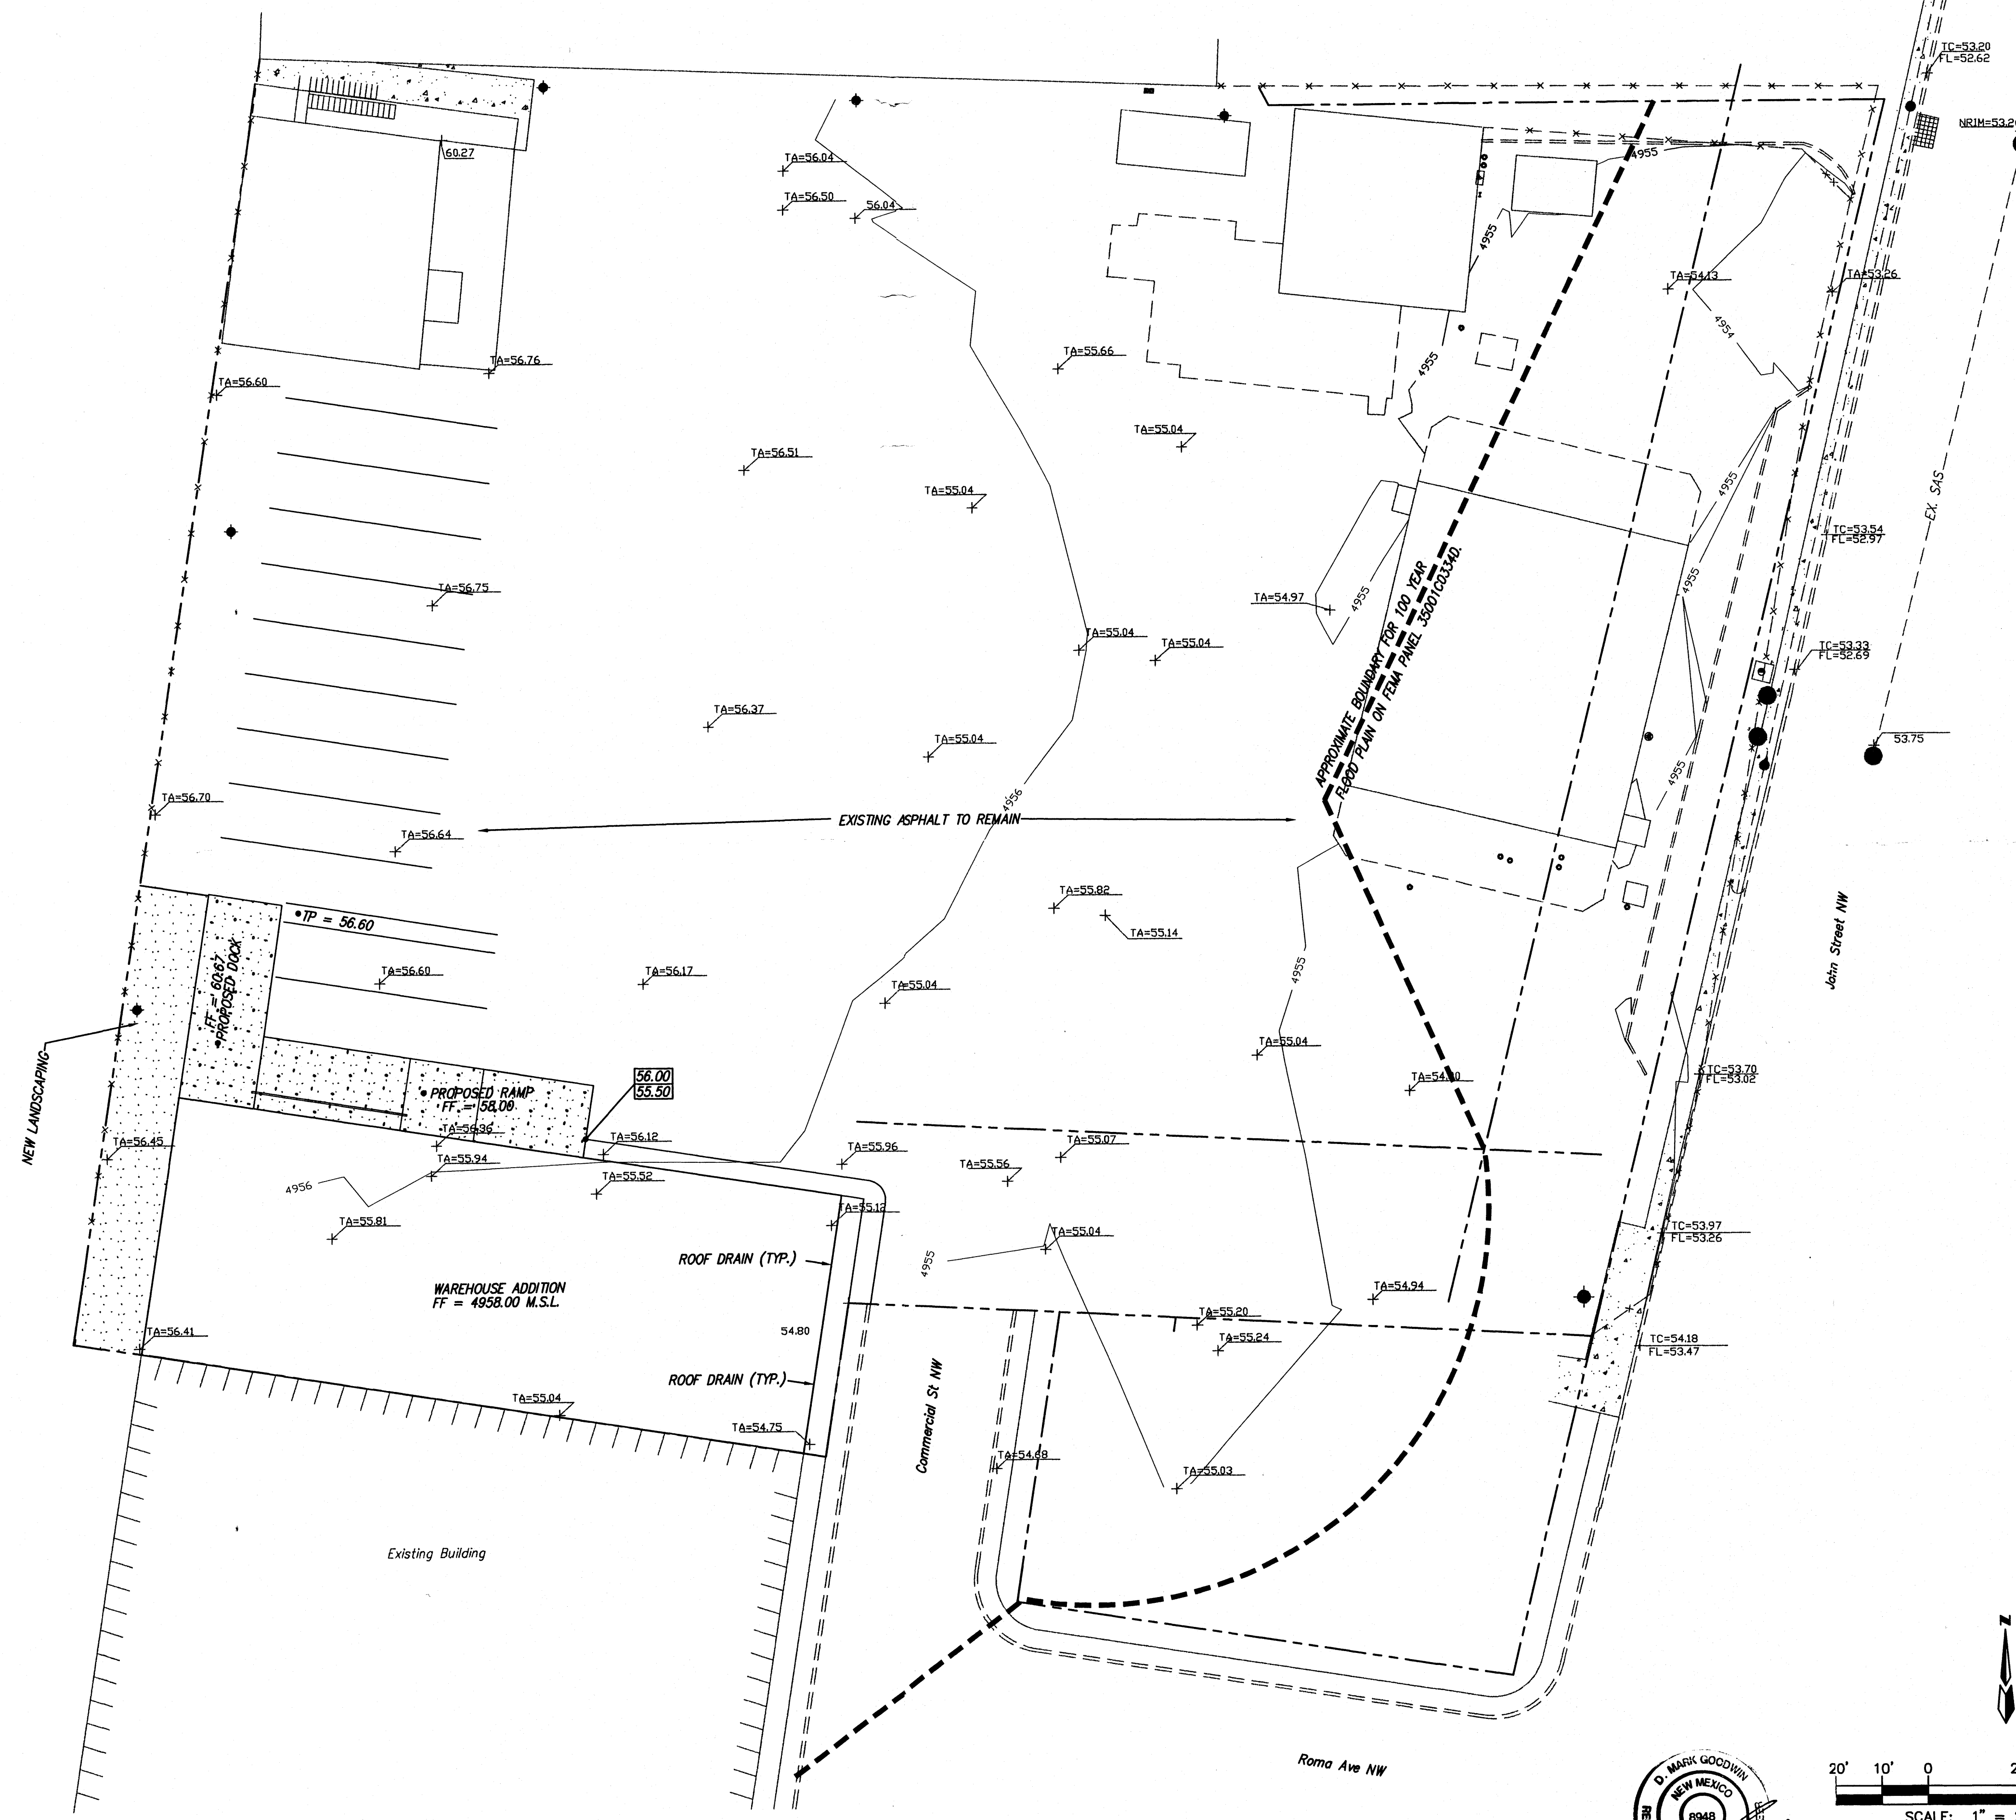 TC=53.20
FL=52.62
60.27
TA=56.04
TA=56.50
56.04
4955
4955
TA=54.13
TA=53.26
4954
TA=56.76
TA=56.60
TA=55.66
4955
TA=55.04
TA=56.51
TA=55.04
4955
EX. SAS
TC=53.54
FL=52.97
TA=56.75
TA=54.97
4955
4955
APPROXIMATE BOUNDARY FOR 100 YEAR
FLOOD PLAIN ON FEMA PANEL 35001C0334D.
TA=55.04
TA=55.04
TC=53.33
FL=52.69
TA=56.37
TA=55.04
53.75
4955
4956
TA=56.70
TA=56.64
EXISTING ASPHALT TO REMAIN
TA=55.82
TA=55.14
TP = 56.60
FF = 60.67
PROPOSED DOCK
TA=56.60
TA=56.17
TA=55.04
4955
John Street NW
NEW LANDSCAPING
TA=55.04
56.00
55.50
PROPOSED RAMP
FF = 58.00
TC=53.70
FL=53.02
TA=56.45
TA=56.36
TA=56.12
TA=55.94
TA=55.96
TA=55.07
TA=55.56
4956
TA=55.52
TA=55.81
TA=55.12
TA=55.04
TC=53.97
FL=53.26
ROOF DRAIN (TYP.)
4955
WAREHOUSE ADDITION
FF = 4958.00 M.S.L.
TA=54.94
TA=55.20
TA=55.24
TA=56.41
54.80
TC=54.18
FL=53.47
ROOF DRAIN (TYP.)
Commercial St NW
TA=55.04
TA=54.75
TA=54.68
TA=55.03
Existing Building
Roma Ave NW
N
D. MARK GOODWIN
NEW MEXICO
8948
20' 10' 0
SCALE: 1" =